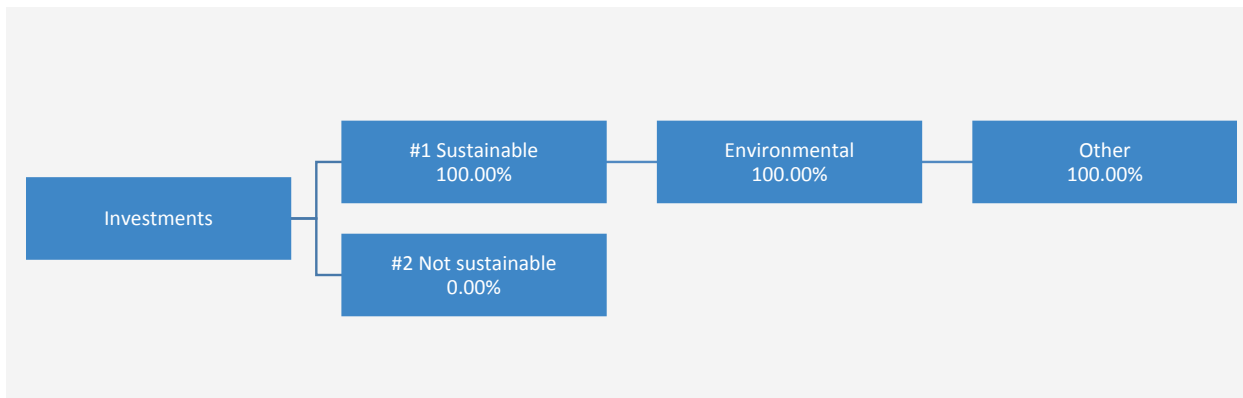 Investments
#1 Sustainable
100.00%
Environmental
100.00%
Other
100.00%
#2 Not sustainable
0.00%